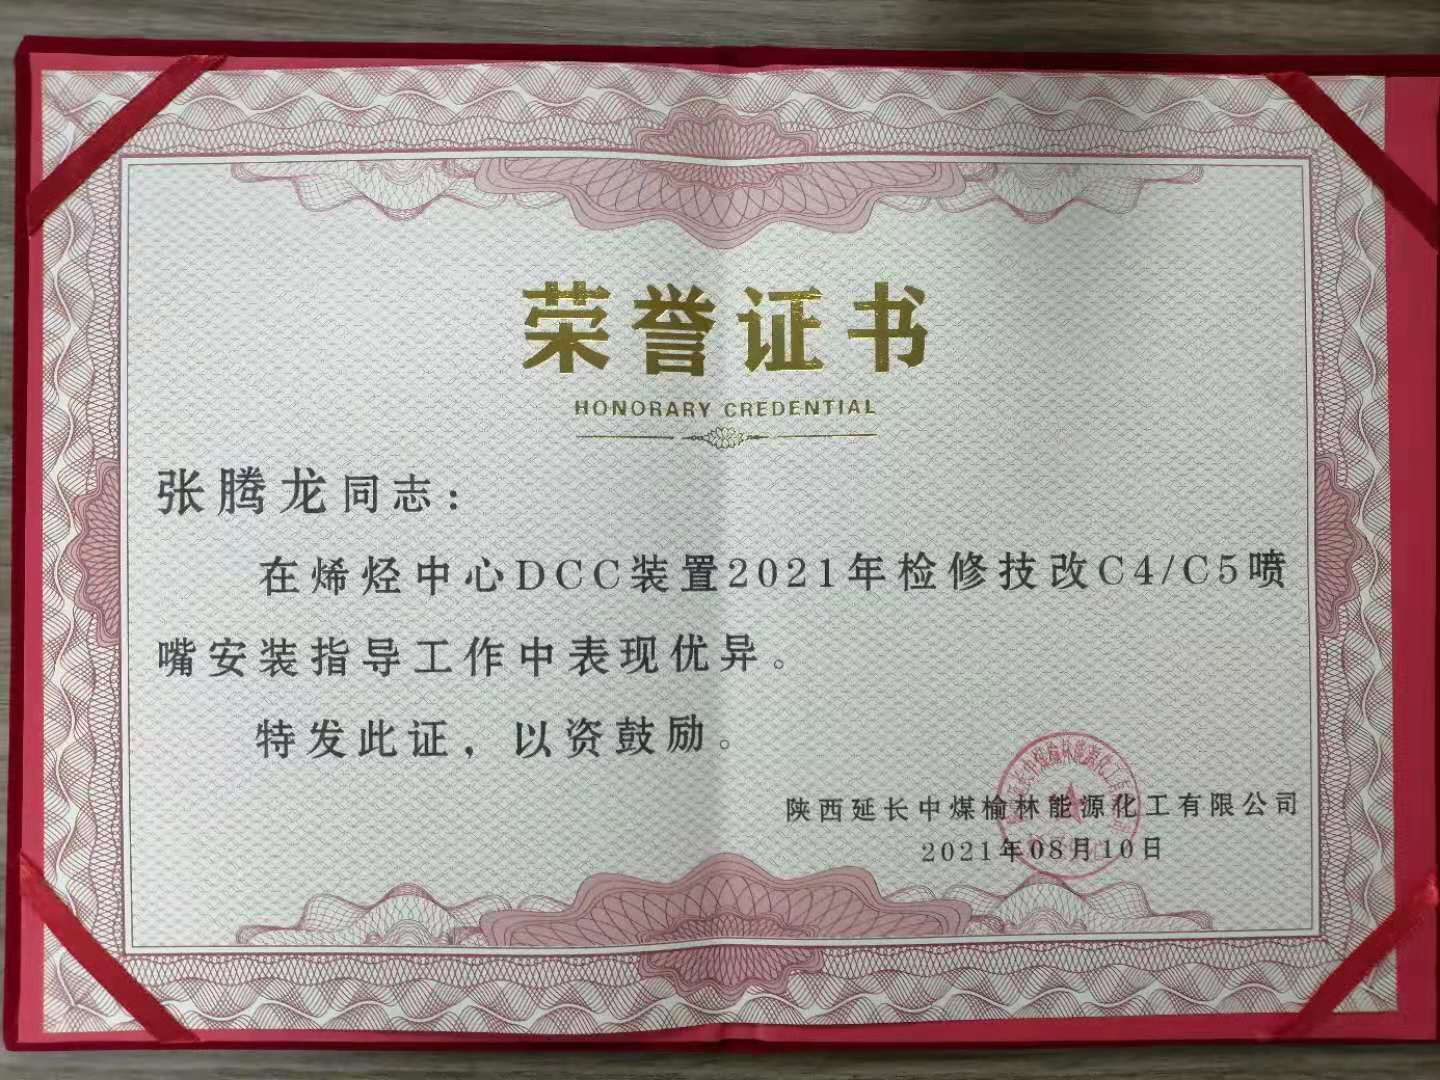 荣誉证书
HONORARY CREDENTIAL
张腾龙同志：
在烯烃中心DCC装置2021年检修技改C4/C5喷
嘴安装指导工作中表现优异。
特发此证，以资鼓励。
陕西延长中煤榆林能源化工有限公司
2021年08月10日